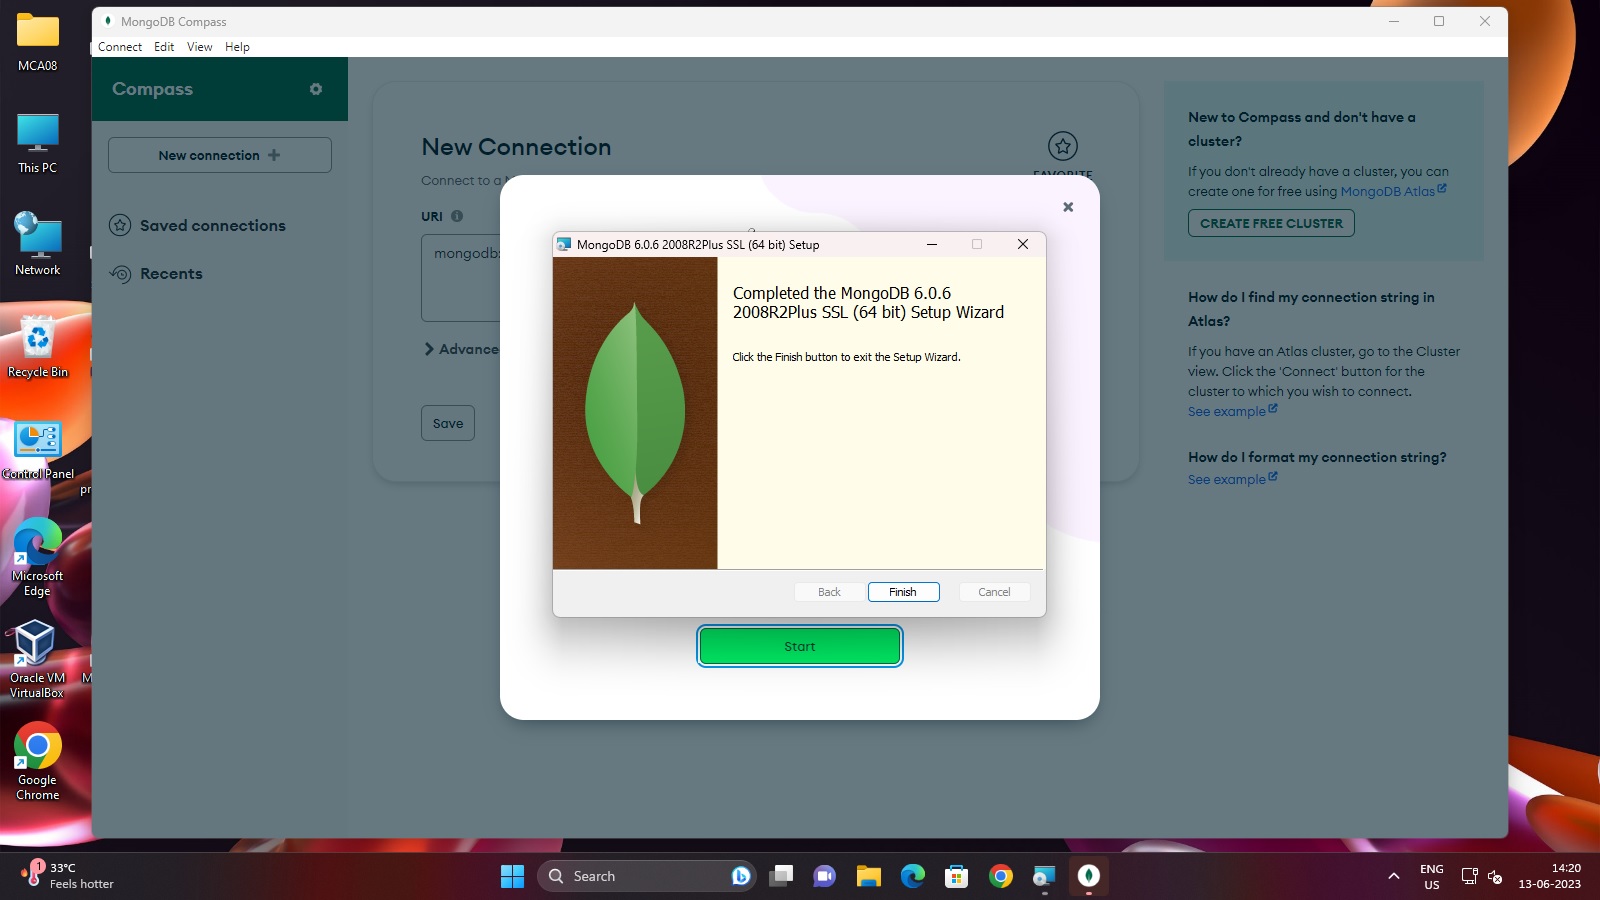 MCA08
This PC
Network
Recycle Bin
Control Panel
pr
Microsoft
Edge
Oracle VM
VirtualBox
M
Google
Chrome
MongoDB Compass
Connect Edit View Help
Compass
New connection
Saved connections
Recents
New Connection
Connect to a M
FAVORITE
URI
mongodb:
Advance
Save
New to Compass and don't have a
cluster?
If you don't already have a cluster, you can
create one for free using MongoDB Atlas
CREATE FREE CLUSTER
How do I find my connection string in
Atlas?
If you have an Atlas cluster, go to the Cluster
view. Click the 'Connect' button for the
cluster to which you wish to connect.
See example
How do I format my connection string?
See example
MongoDB 6.0.6 2008R2Plus SSL (64 bit) Setup
Completed the MongoDB 6.0.6
2008R2Plus SSL (64 bit) Setup Wizard
Click the Finish button to exit the Setup Wizard.
Back Finish Cancel
Start
1
33°C
Feels hotter
Search
ENG
US
14:20
13-06-2023